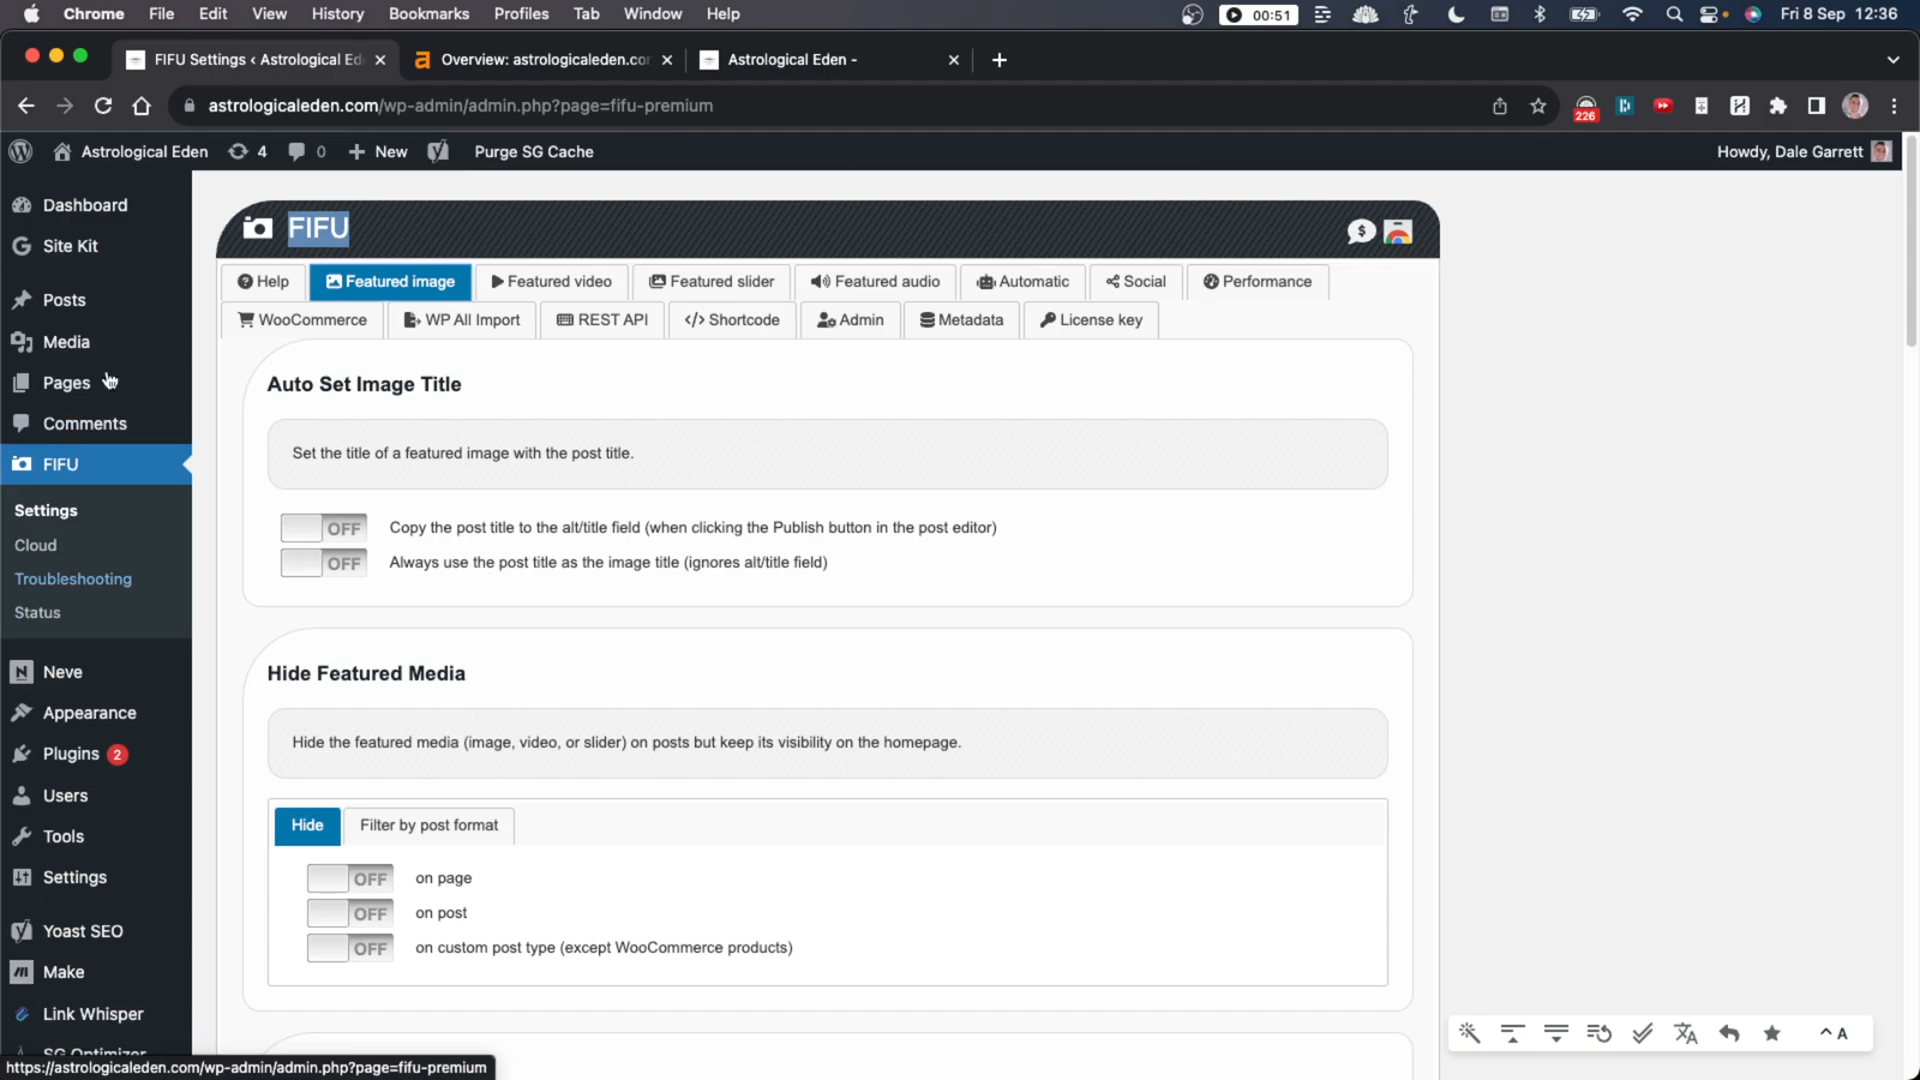 Chrome File Edit View History Bookmarks Profiles Tab Window Help 00:51 Fri 8 Sep 12:36
FIFU Settings ‹ Astrological Ed Overview: astrologicaleden.cor Astrological Eden -
astrologicaleden.com/wp-admin/admin.php?page=fifu-premium 226
Astrological Eden 4 0 New Purge SG Cache Howdy, Dale Garrett
Dashboard
Site Kit
Posts
Media
Pages
Comments
FIFU
Settings
Cloud
Troubleshooting
Status
Neve
Appearance
Plugins 2
Users
Tools
Settings
Yoast SEO
Make
Link Whisper
SG Optimizer
FIFU
Help Featured image Featured video Featured slider Featured audio Automatic Social Performance
WooCommerce WP All Import REST API Shortcode Admin Metadata License key
Auto Set Image Title
Set the title of a featured image with the post title.
OFF Copy the post title to the alt/title field (when clicking the Publish button in the post editor)
OFF Always use the post title as the image title (ignores alt/title field)
Hide Featured Media
Hide the featured media (image, video, or slider) on posts but keep its visibility on the homepage.
Hide Filter by post format
OFF on page
OFF on post
OFF on custom post type (except WooCommerce products)
A
https://astrologicaleden.com/wp-admin/admin.php?page=fifu-premium